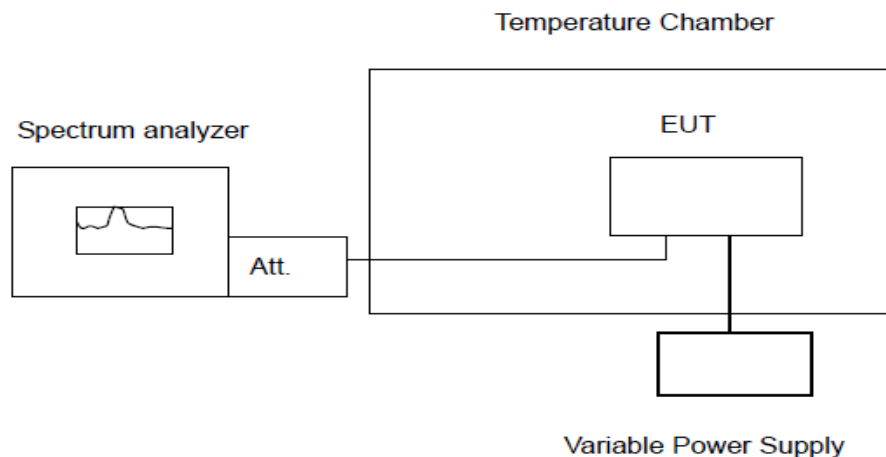 Temperature Chamber
Spectrum analyzer
EUT
Att.
Variable Power Supply